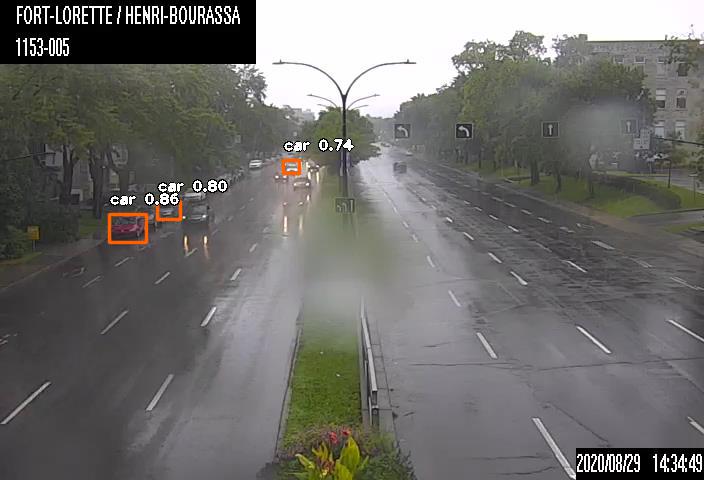 FORT-LORETTE / HENRI-BOURASSA
1153-005
car 0.74
car 0.80
car 0.86
2020/08/29 14:34:49